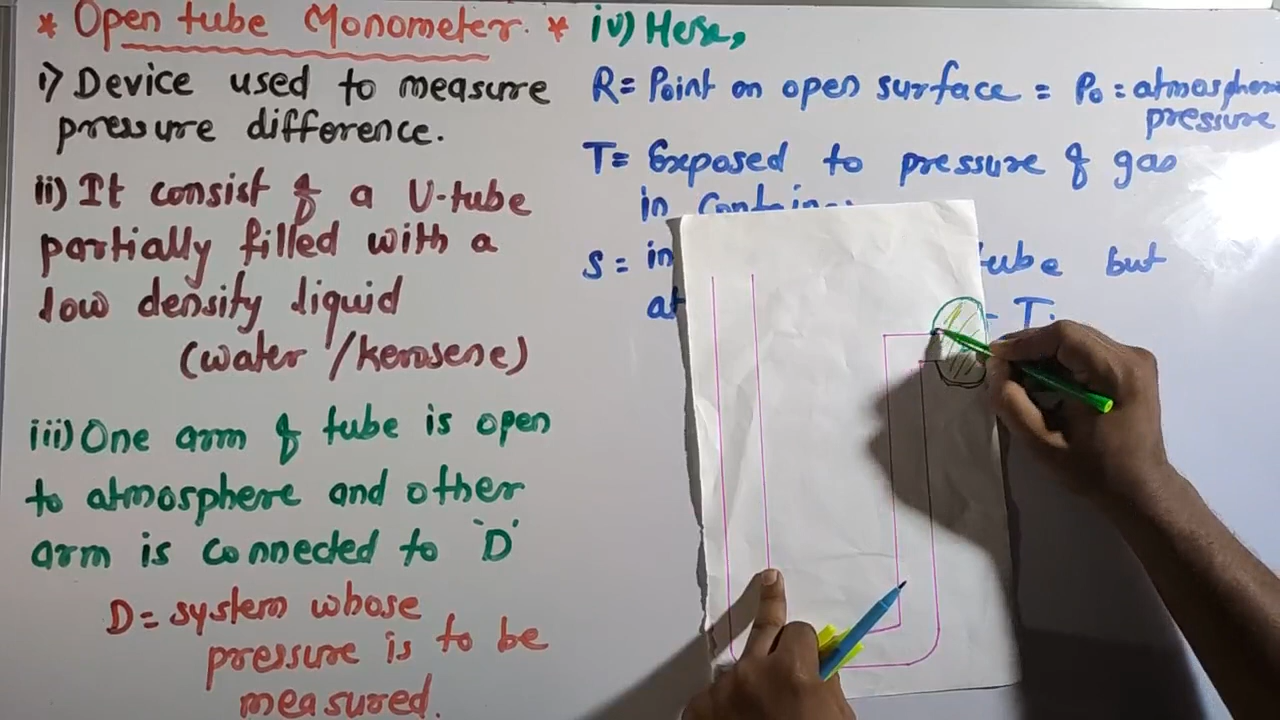 * Open tube Monometer. *
i) Device used to measure
pressure difference.
ii) It consist of a U-tube
partially filled with a
low density liquid
(water/kerosene)
iii) One arm of tube is open
to atmosphere and other
arm is connected to 'D'
D= system whose
pressure is to be
measured.
iv) Here,
R= Point on open surface = P₀ = atmospheric
pressure
T= Exposed to pressure of gas
in
S = in tube but
at - T.